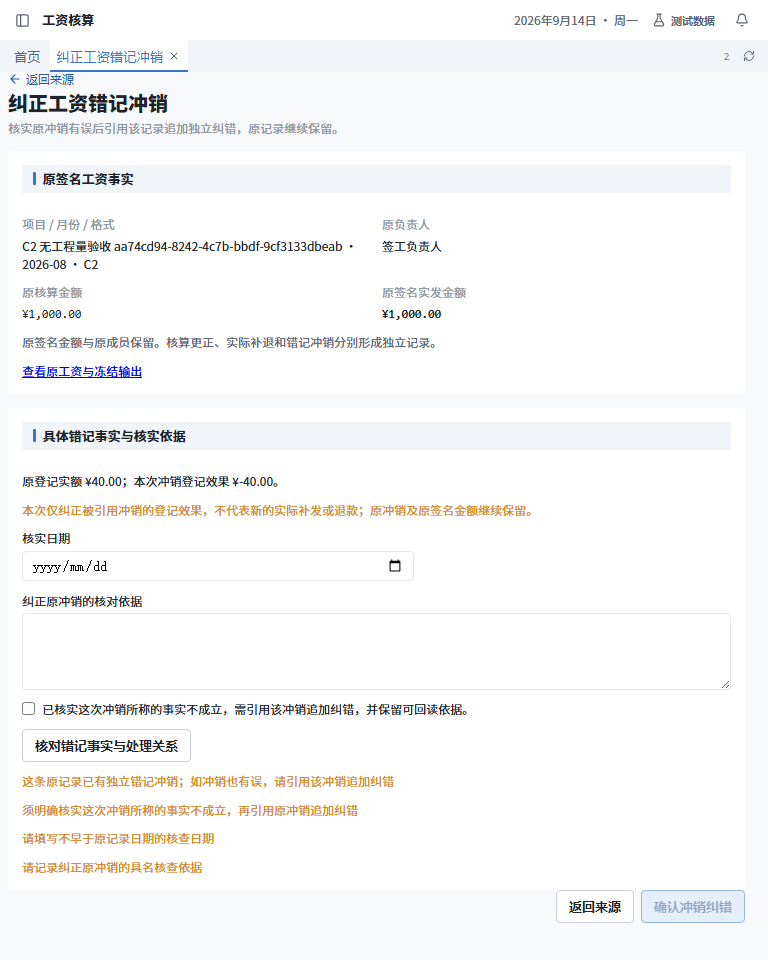 工资核算
2026年9月14日 · 周一 测试数据
首页 纠正工资错记冲销 ×
2
← 返回来源
纠正工资错记冲销
核实原冲销有误后引用该记录追加独立纠错，原记录继续保留。
原签名工资事实
项目 / 月份 / 格式
C2 无工程量验收 aa74cd94-8242-4c7b-bbdf-9cf3133dbeab ·
2026-08 · C2
原负责人
签工负责人
原核算金额
¥1,000.00
原签名实发金额
¥1,000.00
原签名金额与原成员保留。核算更正、实际补退和错记冲销分别形成独立记录。
查看原工资与冻结输出
具体错记事实与核实依据
原登记实额 ¥40.00；本次冲销登记效果 ¥-40.00。
本次仅纠正被引用冲销的登记效果，不代表新的实际补发或退款；原冲销及原签名金额继续保留。
核实日期
yyyy/mm/dd
纠正原冲销的核对依据
已核实这次冲销所称的事实不成立，需引用该冲销追加纠错，并保留可回读依据。
核对错记事实与处理关系
这条原记录已有独立错记冲销；如冲销也有误，请引用该冲销追加纠错
须明确核实这次冲销所称的事实不成立，再引用原冲销追加纠错
请填写不早于原记录日期的核查日期
请记录纠正原冲销的具名核查依据
返回来源 确认冲销纠错